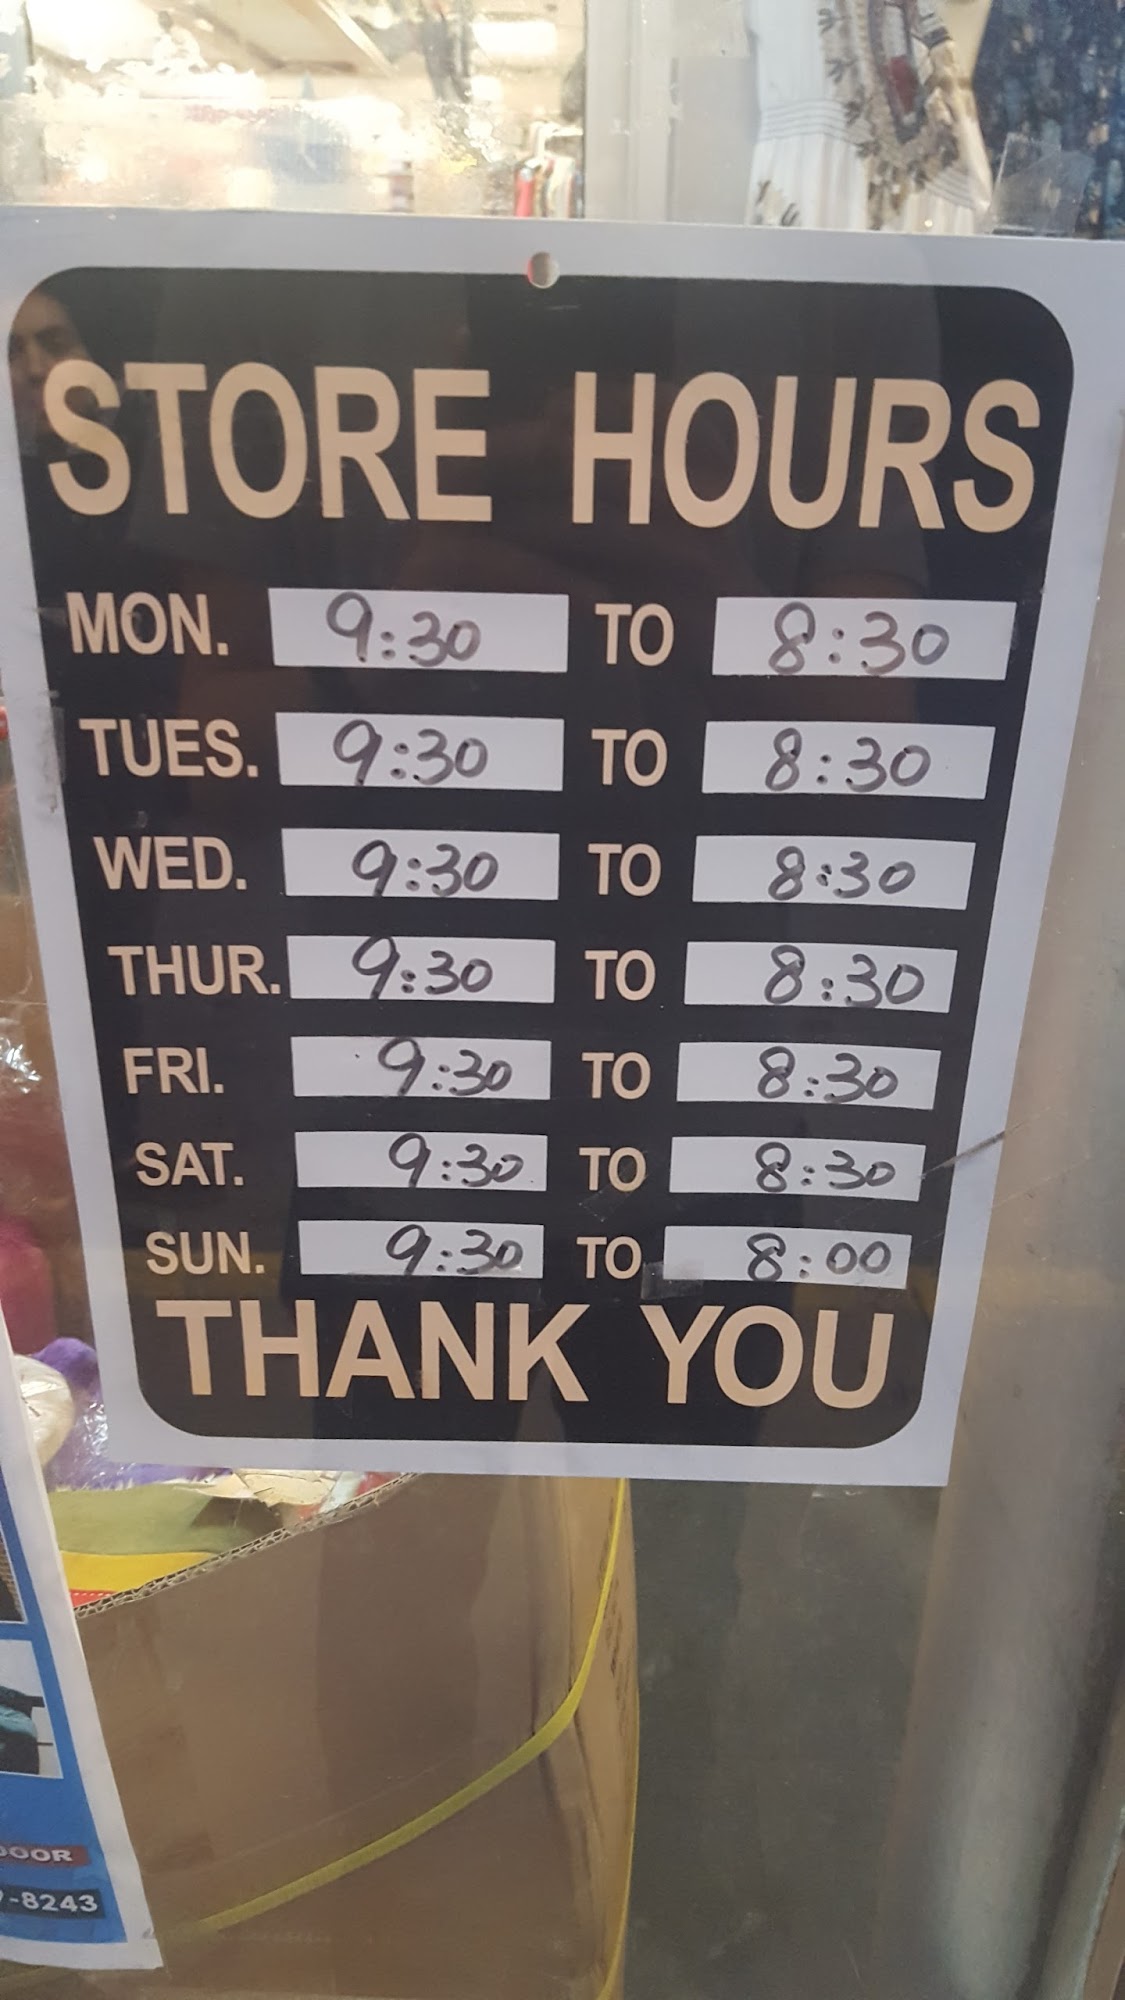 STORE HOURS
MON. 9:30 TO 8:30
TUES. 9:30 TO 8:30
WED. 9:30 TO 8:30
THUR. 9:30 TO 8:30
FRI. 9:30 TO 8:30
SAT. 9:30 TO 8:30
SUN. 9:30 TO 8:00
THANK YOU
-8243